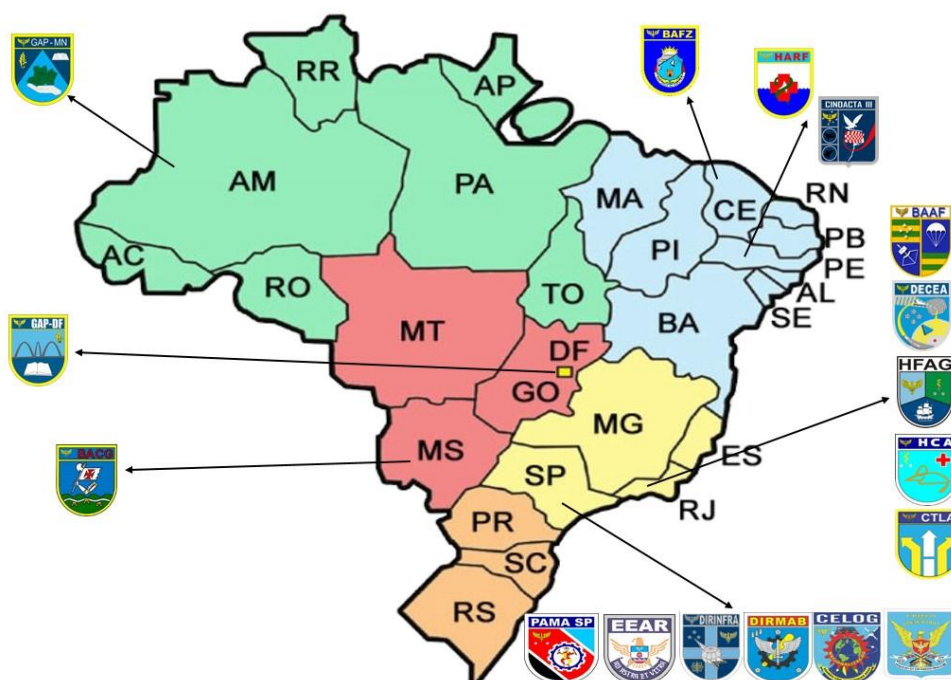 GAP-MN
BAFZ
HARF
CINDACTA III
RR
AP
AM
PA
MA
CE
RN
PI
PB
PE
AC
RO
TO
AL
SE
BA
BAAF
DECEA
MT
DF
GAP-DF
GO
HFAG
MG
MS
ES
HCA
BACG
SP
RJ
CTLA
PR
SC
RS
PAMA SP
EEAR
DIRINFRA
DIRMAB
CELOG